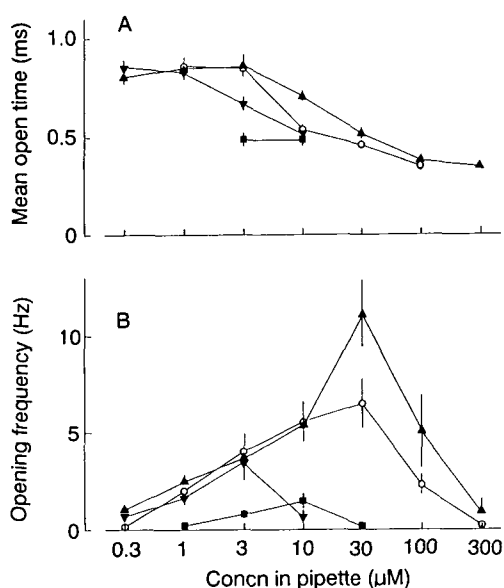 A
Mean open time (ms)
1.0
0.5
0
B
Opening frequency (Hz)
10
5
0
0.3 1 3 10 30 100 300
Concn in pipette (μM)